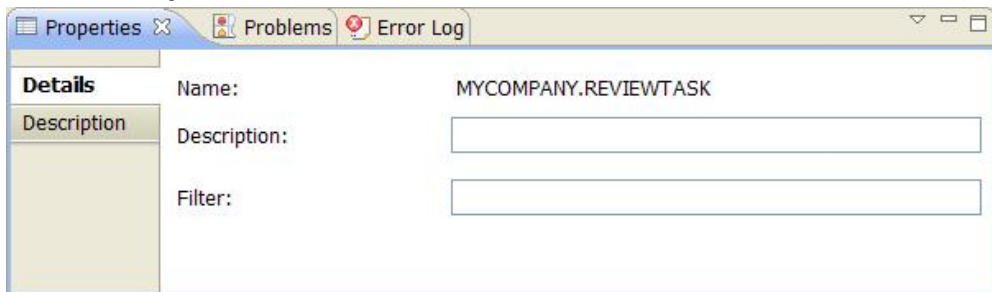 Properties Problems Error Log
Details
Name: MYCOMPANY.REVIEWTASK
Description
Description:
Filter: